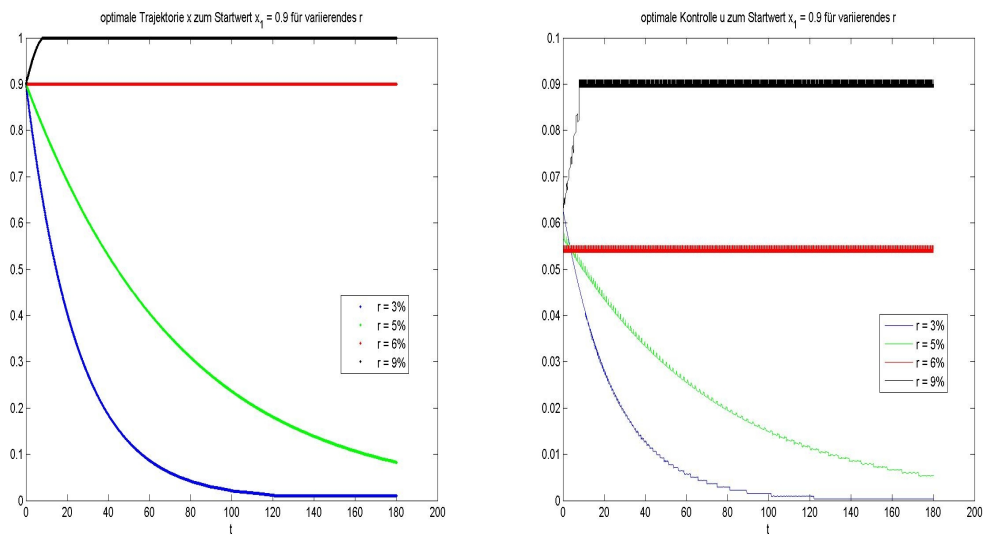 optimale Trajektorie x zum Startwert x₁ = 0.9 für variierendes r
1
0.9
0.8
0.7
0.6
0.5
0.4
0.3
0.2
0.1
0
0 20 40 60 80 100 120 140 160 180 200
t
r = 3%
r = 5%
r = 6%
r = 9%
optimale Kontrolle u zum Startwert x₁ = 0.9 für variierendes r
0.1
0.09
0.08
0.07
0.06
0.05
0.04
0.03
0.02
0.01
0
0 20 40 60 80 100 120 140 160 180 200
t
r = 3%
r = 5%
r = 6%
r = 9%